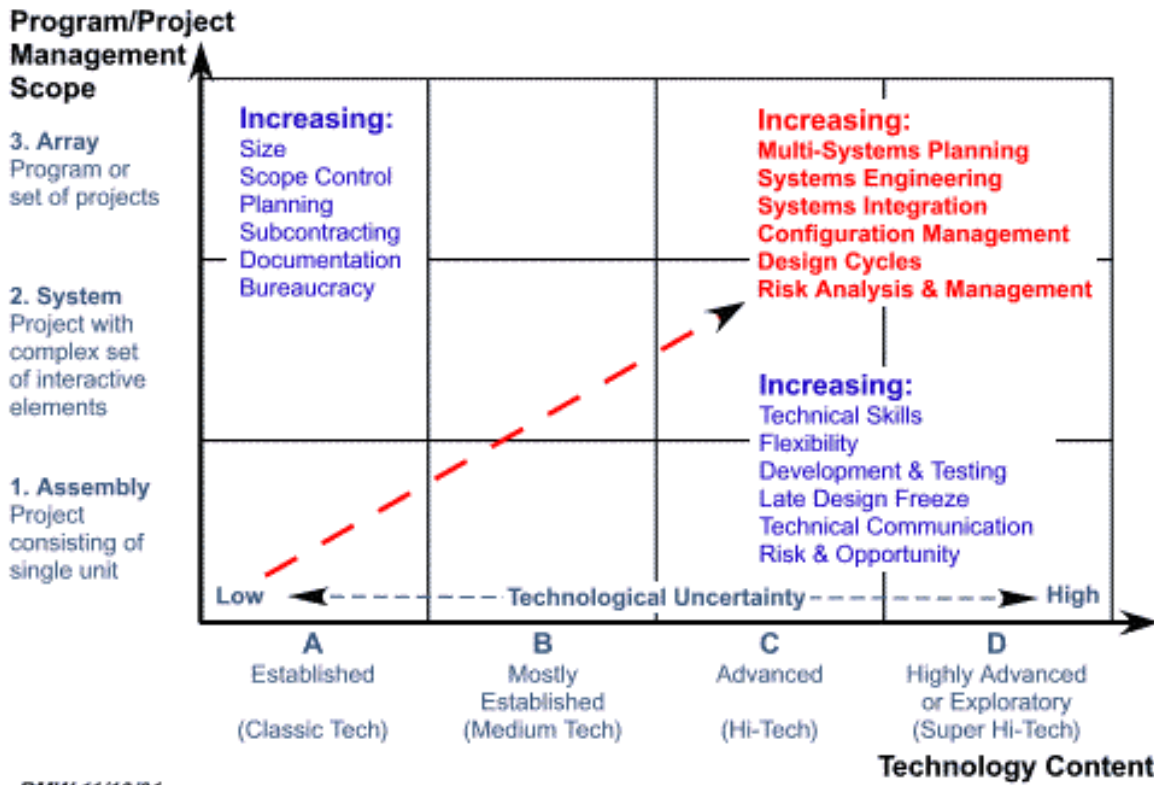 Program/Project
Management
Scope
3. Array
Program or
set of projects
2. System
Project with
complex set
of interactive
elements
1. Assembly
Project
consisting of
single unit
Increasing:
Size
Scope Control
Planning
Subcontracting
Documentation
Bureaucracy
Increasing:
Multi-Systems Planning
Systems Engineering
Systems Integration
Configuration Management
Design Cycles
Risk Analysis & Management
Increasing:
Technical Skills
Flexibility
Development & Testing
Late Design Freeze
Technical Communication
Risk & Opportunity
Low Technological Uncertainty High
A
Established
(Classic Tech)
B
Mostly
Established
(Medium Tech)
C
Advanced
(Hi-Tech)
D
Highly Advanced
or Exploratory
(Super Hi-Tech)
Technology Content